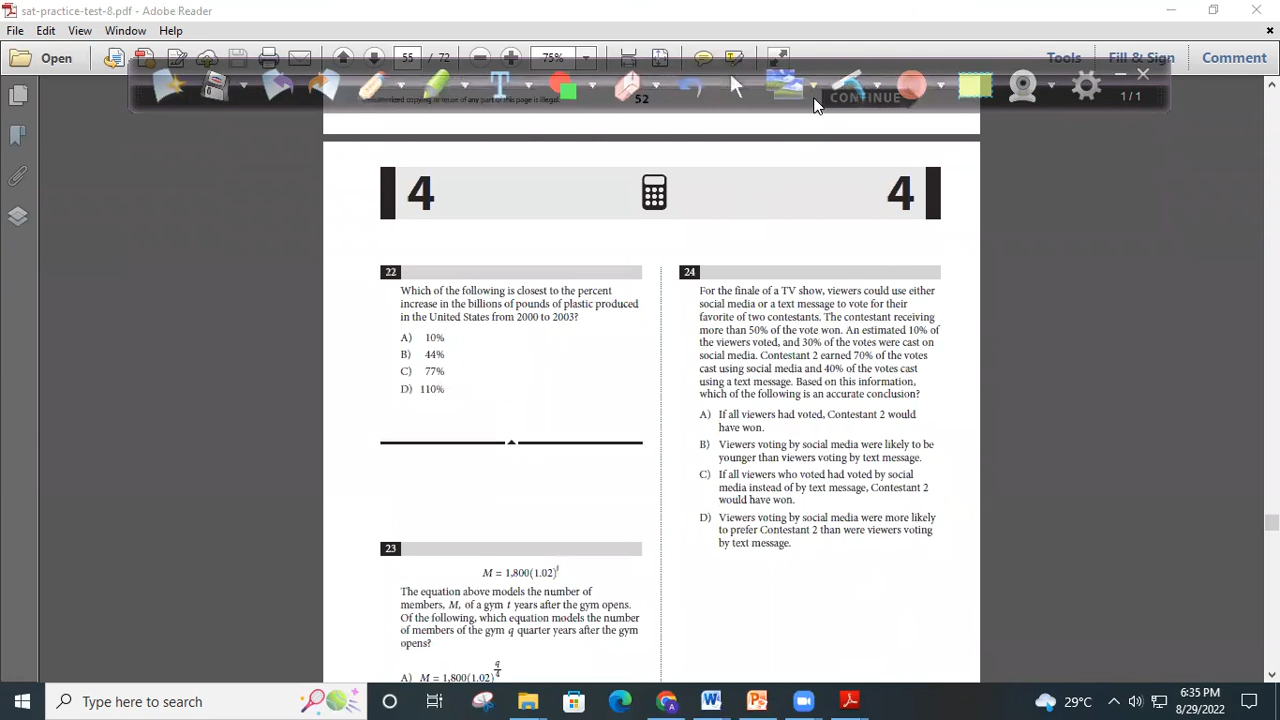 sat-practice-test-8.pdf - Adobe Reader
File Edit View Window Help
Open 55 / 72 75% Tools Fill & Sign Comment
copying or reuse of any part of this page is illegal. 52 CONTINUE
1/1
4 4
22
Which of the following is closest to the percent
increase in the billions of pounds of plastic produced
in the United States from 2000 to 2003?
A) 10%
B) 44%
C) 77%
D) 110%
23
M = 1,800(1.02)^t
The equation above models the number of
members, M, of a gym t years after the gym opens.
Of the following, which equation models the number
of members of the gym q quarter years after the gym
opens?
A) M = 1,800(1.02)^(q/4)
24
For the finale of a TV show, viewers could use either
social media or a text message to vote for their
favorite of two contestants. The contestant receiving
more than 50% of the vote won. An estimated 10% of
the viewers voted, and 30% of the votes were cast on
social media. Contestant 2 earned 70% of the votes
cast using social media and 40% of the votes cast
using a text message. Based on this information,
which of the following is an accurate conclusion?
A) If all viewers had voted, Contestant 2 would
have won.
B) Viewers voting by social media were likely to be
younger than viewers voting by text message.
C) If all viewers who voted had voted by social
media instead of by text message, Contestant 2
would have won.
D) Viewers voting by social media were more likely
to prefer Contestant 2 than were viewers voting
by text message.
Type here to search
29°C
6:35 PM
8/29/2022